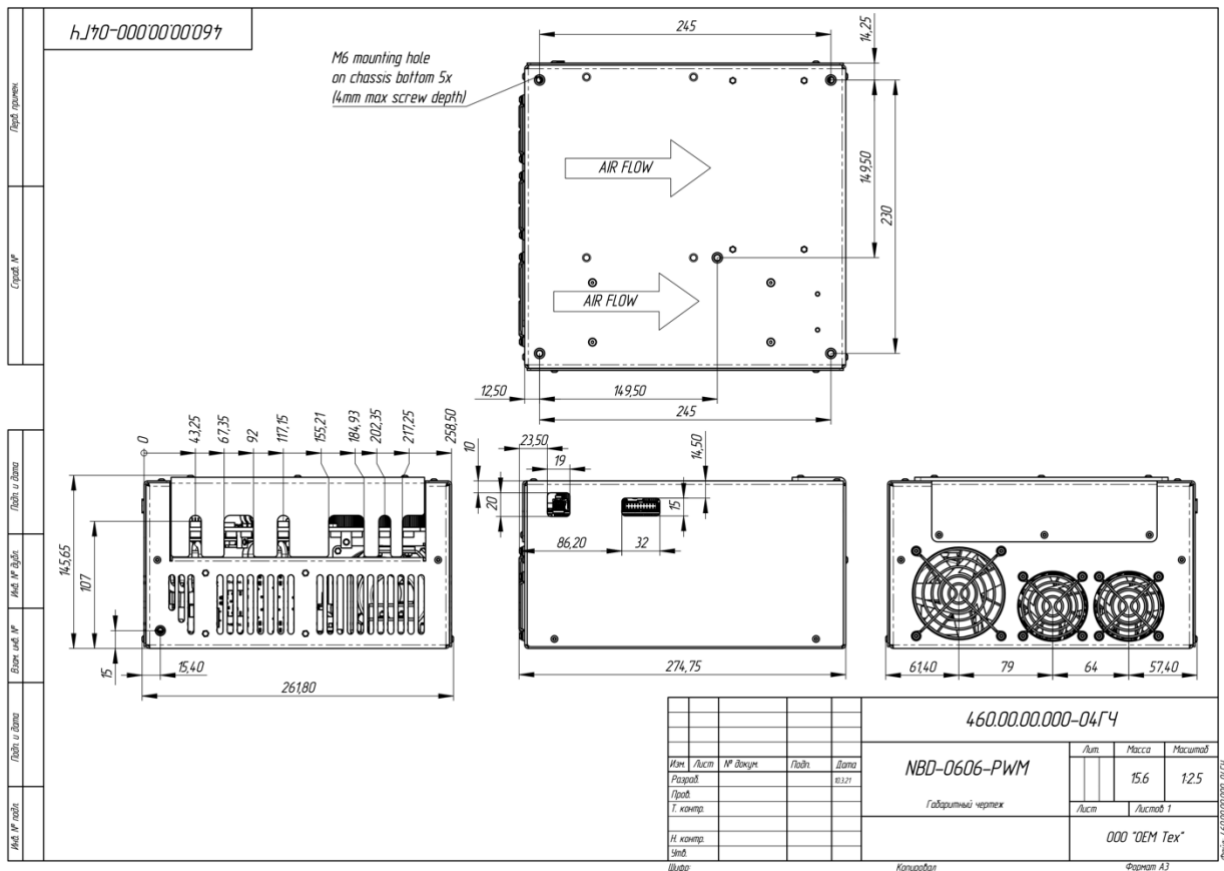 460.00.00.000-04ГЧ
Перв. примен.
Справ. №
Подп. и дата
Инв. № дубл.
Взам. инв. №
Подп. и дата
Инв. № подл.
M6 mounting hole
on chassis bottom 5x
(4mm max screw depth)
245
14,25
AIR FLOW
149,50
230
AIR FLOW
12,50
149,50
245
0
43,25
67,35
92
117,15
155,21
184,93
202,35
217,25
258,50
145,65
107
15
15,40
261,80
10
23,50
19
20
14,50
15
86,20
32
274,75
61,40
79
64
57,40
460.00.00.000-04ГЧ
NBD-0606-PWM
Габаритный чертеж
Лит.
Масса
Масштаб
15.6
1:2.5
Лист
Листов 1
ООО "ОЕМ Тех"
Изм. Лист № докум. Подп. Дата
Разраб. 10.3.21
Пров.
Т. контр.
Н. контр.
Утв.
Копировал
Формат А3